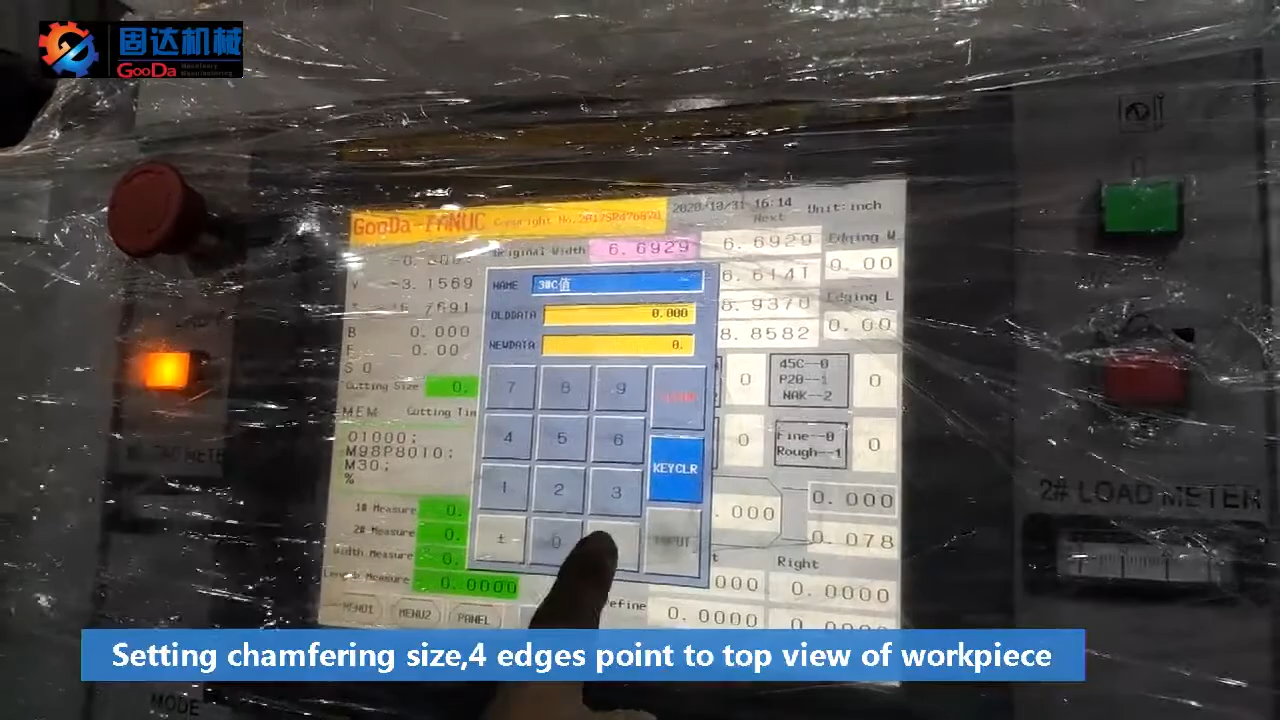 固达机械
GooDa Machinery Manufacturing
GooDa-FANUC Copyright No.2017SR4768V0
2020/10/31 16:14
Next
Unit:inch
Original Width 6.6929
6.6929
Edging W
0.00
Y -3.1569
6.6141
7691
8.9370
Edging L
0.00
B 0.000
8.8582
F 0.00
S 0
NAME 3#C值
OLDDATA 0.000
NEWDATA 0.
7 8 9
4 5 6 KEYCLR
1 2 3
± 0 INPUT
Cutting Size 0.
MEM Cutting Tim
O1000;
M98P8010;
M30;
%
0
45C--0
P20--1
NAK--2
0
0
Fine--0
Rough--1
0
1# Measure 0.
2# Measure 0.
Width Measure 0.
Length Measure 0.0000
.000
0.000
0.078
Right
000
0.0000
efine
0.0000
MENU1 MENU2 PANEL
2# LOAD METER
Setting chamfering size,4 edges point to top view of workpiece
MODE